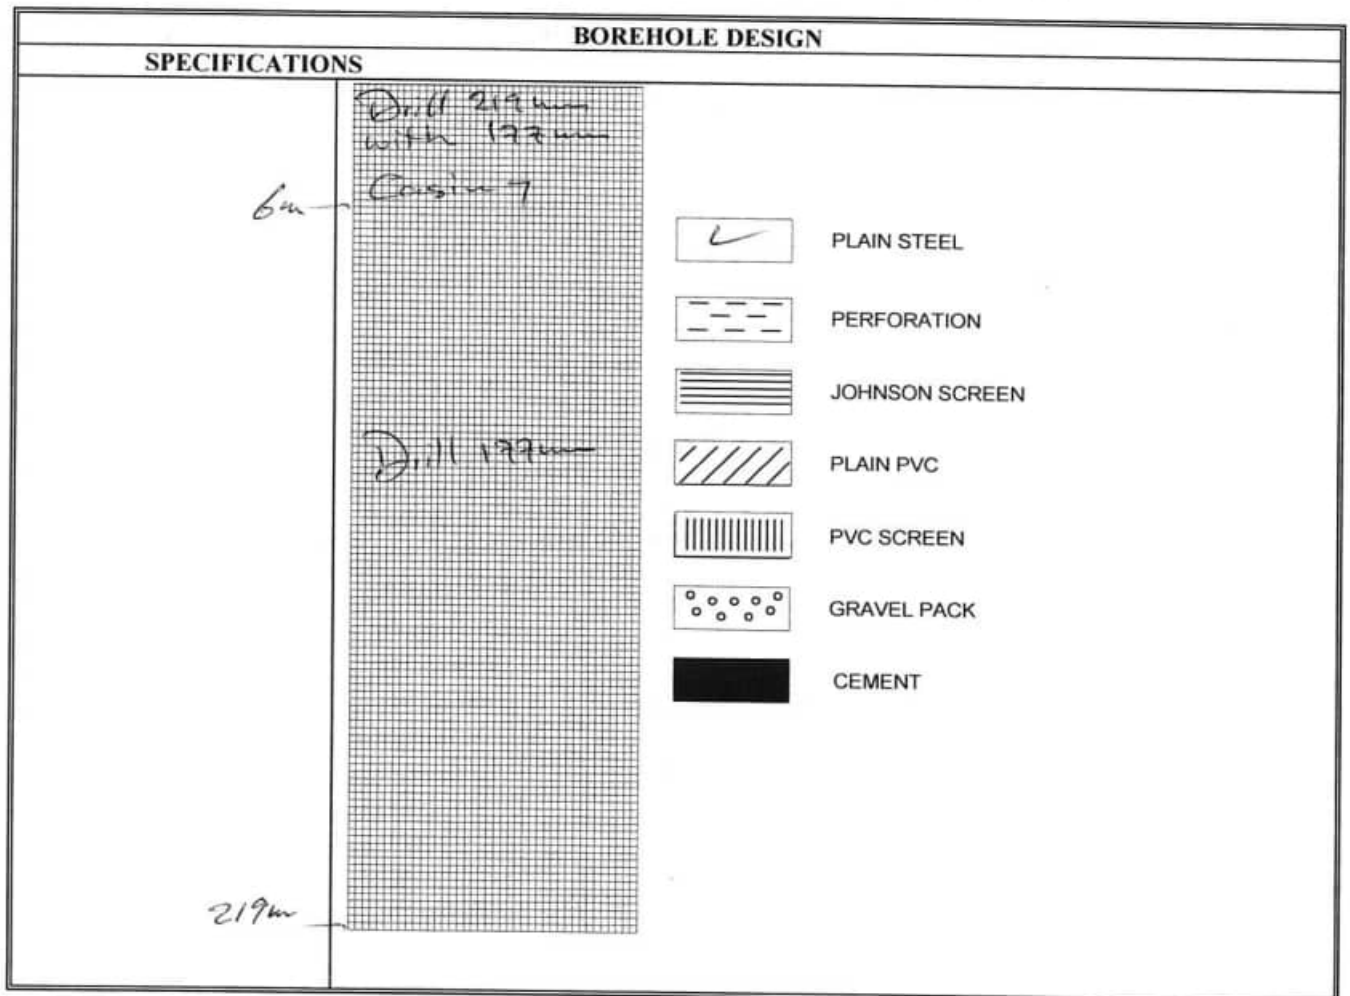 BOREHOLE DESIGN
SPECIFICATIONS
Drill 219mm
with 177mm
Casing
6m
PLAIN STEEL
PERFORATION
JOHNSON SCREEN
Drill 177mm
PLAIN PVC
PVC SCREEN
GRAVEL PACK
CEMENT
219m